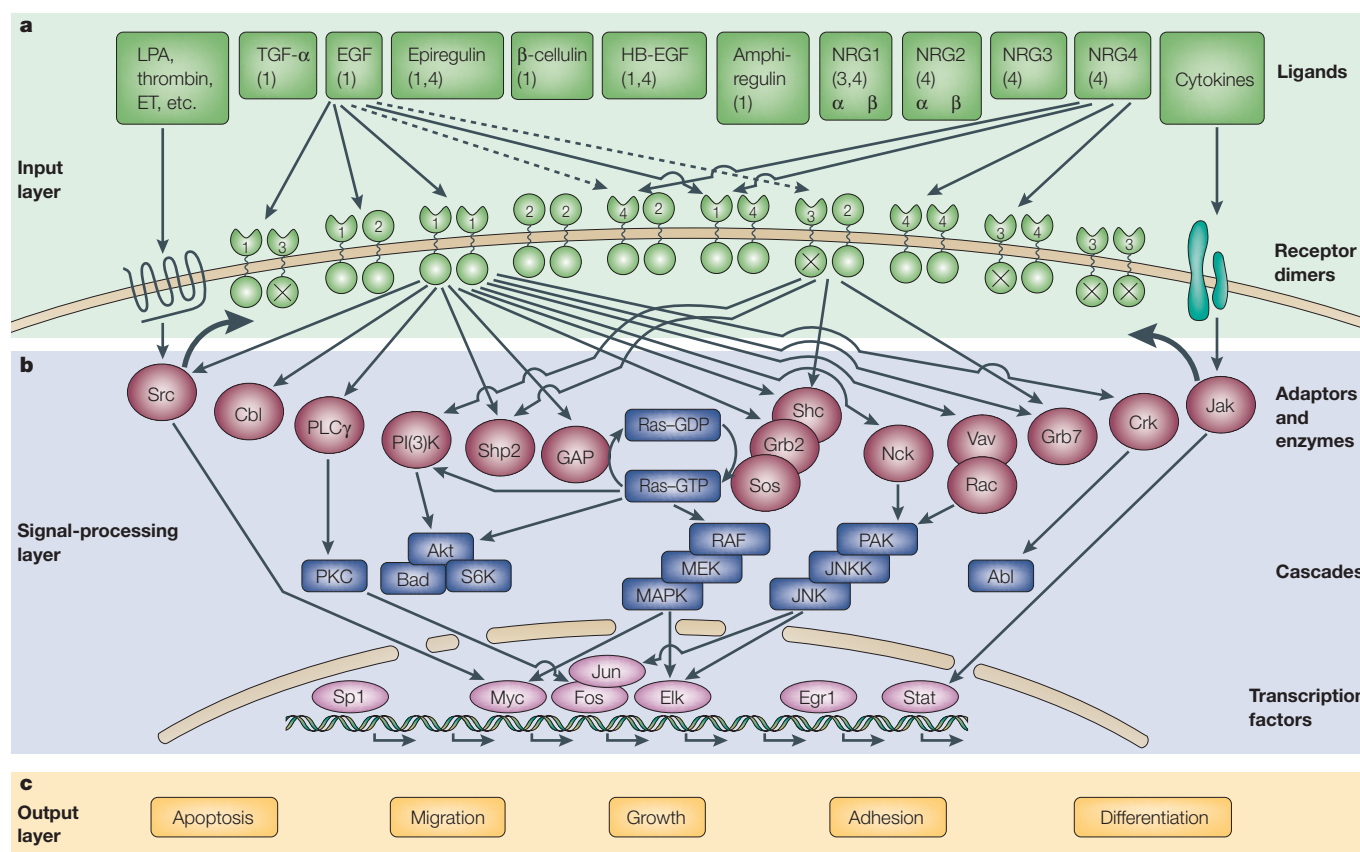 a
LPA,
thrombin,
ET, etc.
TGF-α
(1)
EGF
(1)
Epiregulin
(1,4)
β-cellulin
(1)
HB-EGF
(1,4)
Amphi-
regulin
(1)
NRG1
(3,4)
α β
NRG2
(4)
α β
NRG3
(4)
NRG4
(4)
Cytokines
Ligands
Input
layer
1 3
1 2
1 1
2 2
4 2
1 4
3 2
4 4
3 4
3 3
Receptor
dimers
b
Src
Cbl
PLCγ
PI(3)K
Shp2
GAP
Ras–GDP
Ras–GTP
Shc
Grb2
Sos
Nck
Vav
Rac
Grb7
Crk
Jak
Adaptors
and
enzymes
Signal-processing
layer
PKC
Akt
Bad
S6K
RAF
MEK
MAPK
PAK
JNKK
JNK
Abl
Cascades
Sp1
Myc
Jun
Fos
Elk
Egr1
Stat
Transcription
factors
c
Output
layer
Apoptosis
Migration
Growth
Adhesion
Differentiation